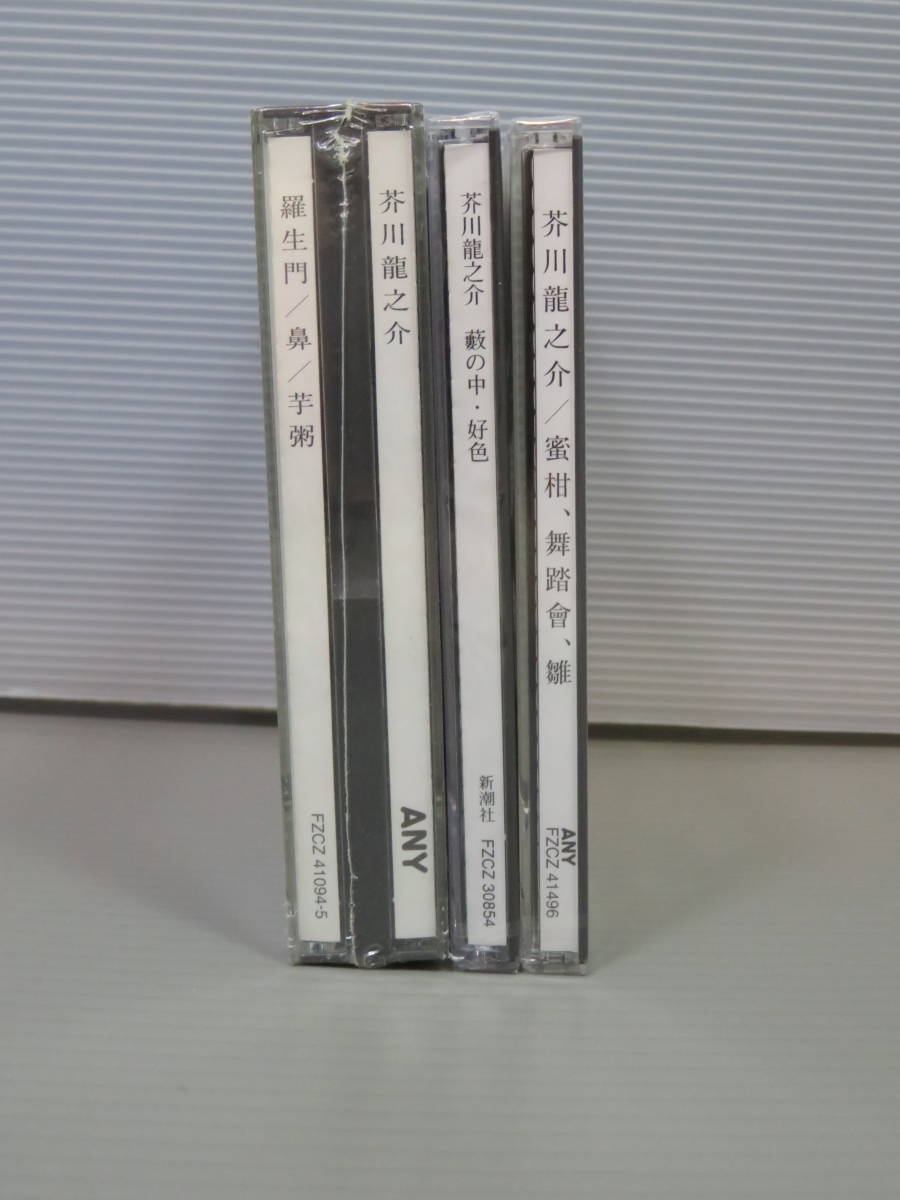 羅生門／鼻／芋粥
FZCZ 41094-5
芥川龍之介
ANY
芥川龍之介 藪の中・好色
新潮社 FZCZ 30854
芥川龍之介／蜜柑、舞踏會、雛
ANY
FZCZ 41496